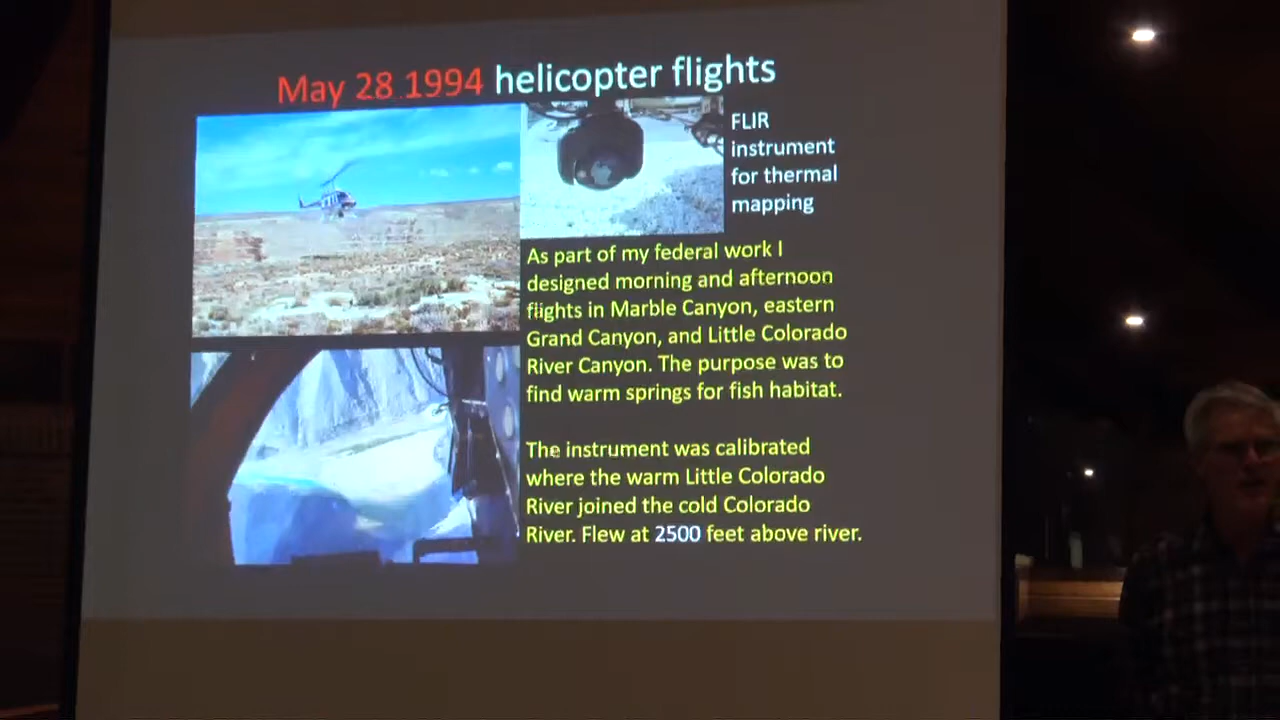 May 28 1994 helicopter flights
FLIR
instrument
for thermal
mapping
As part of my federal work I
designed morning and afternoon
flights in Marble Canyon, eastern
Grand Canyon, and Little Colorado
River Canyon. The purpose was to
find warm springs for fish habitat.
The instrument was calibrated
where the warm Little Colorado
River joined the cold Colorado
River. Flew at 2500 feet above river.